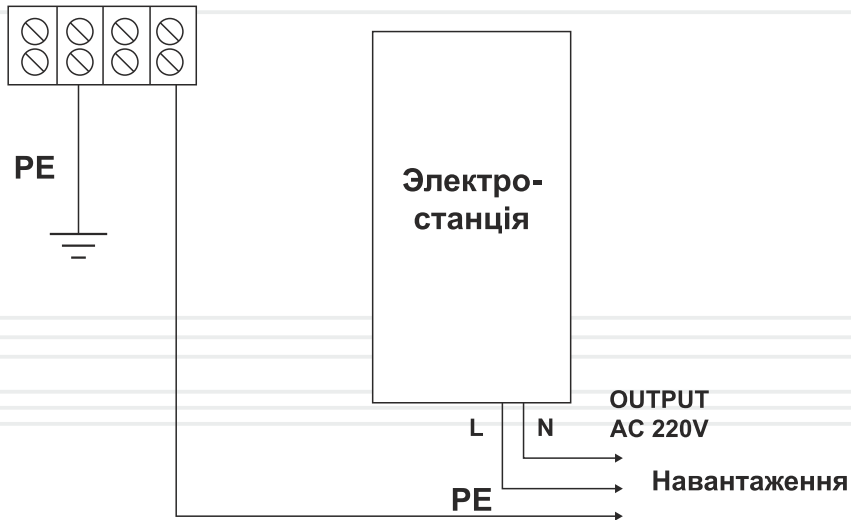 PE
Электро-
станція
OUTPUT
L N AC 220V
Навантаження
PE